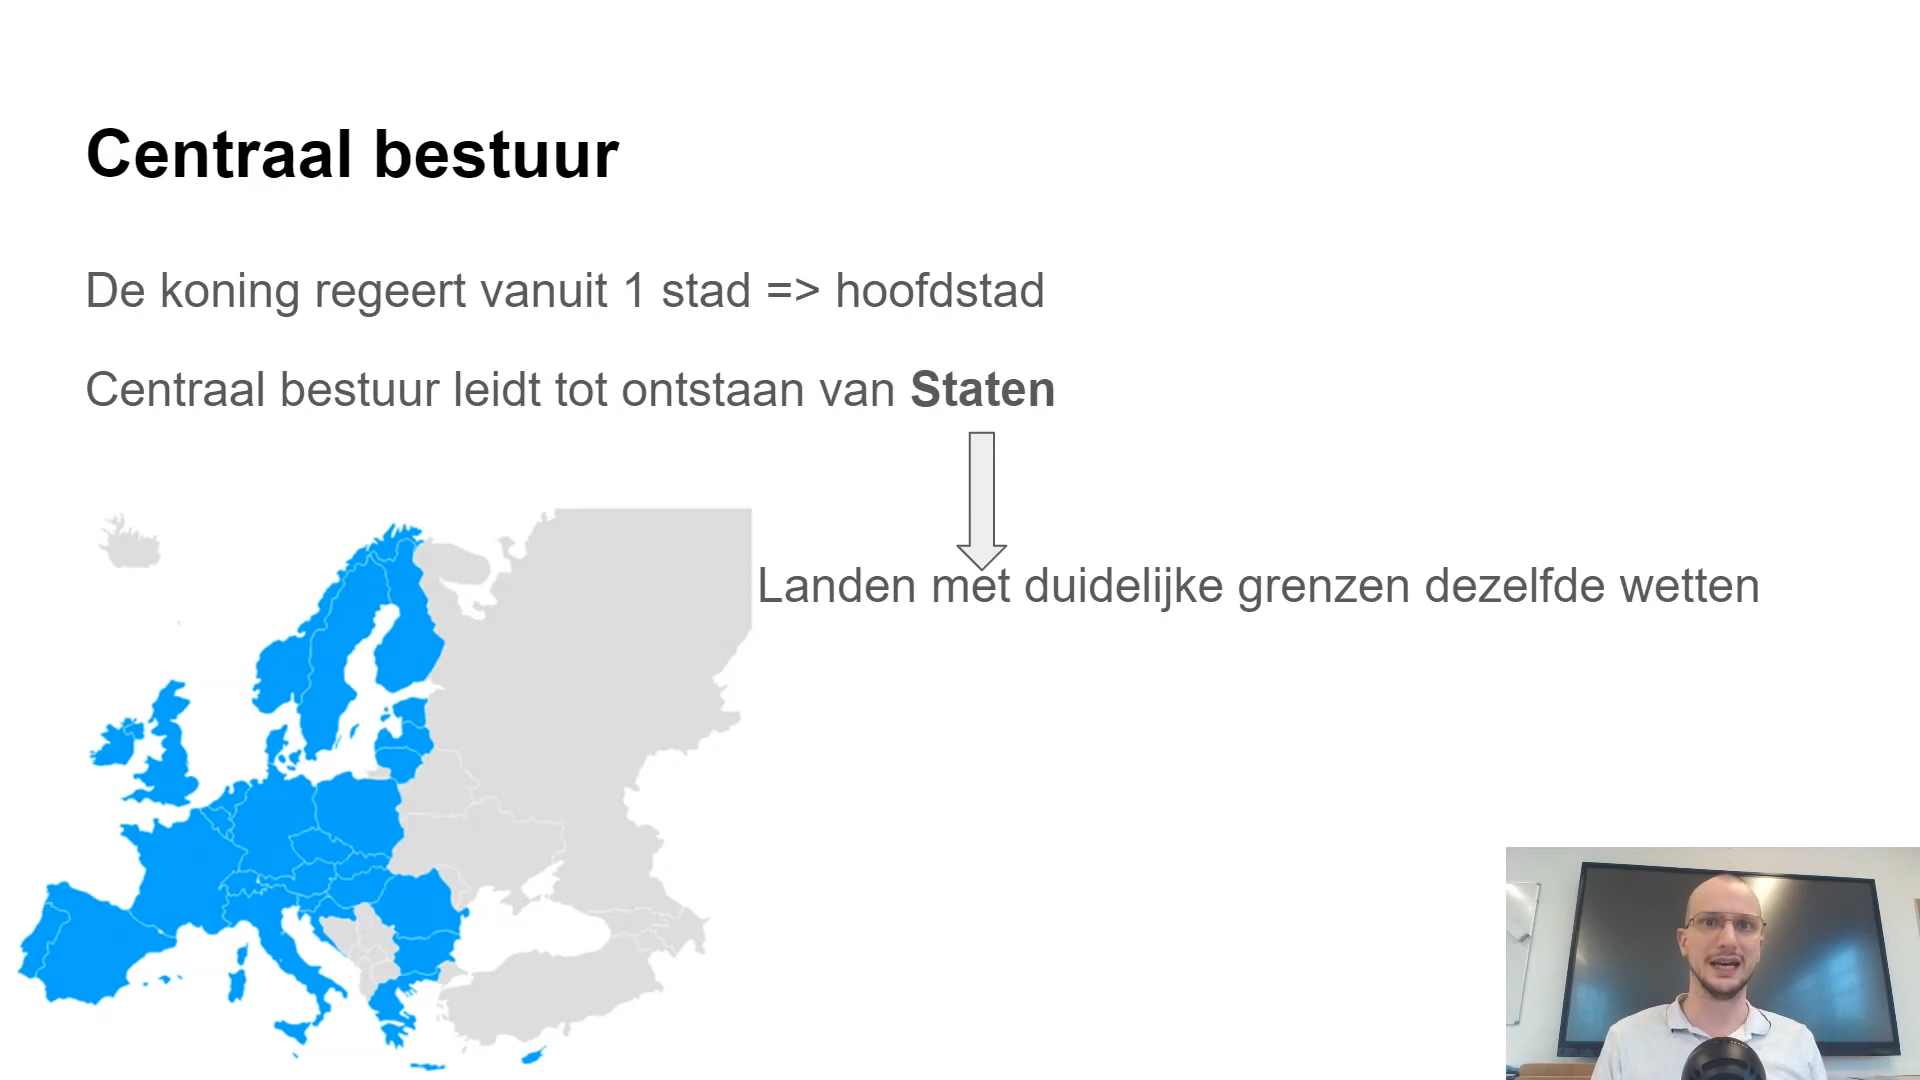 Centraal bestuur
De koning regeert vanuit 1 stad => hoofdstad
Centraal bestuur leidt tot ontstaan van Staten
Landen met duidelijke grenzen dezelfde wetten